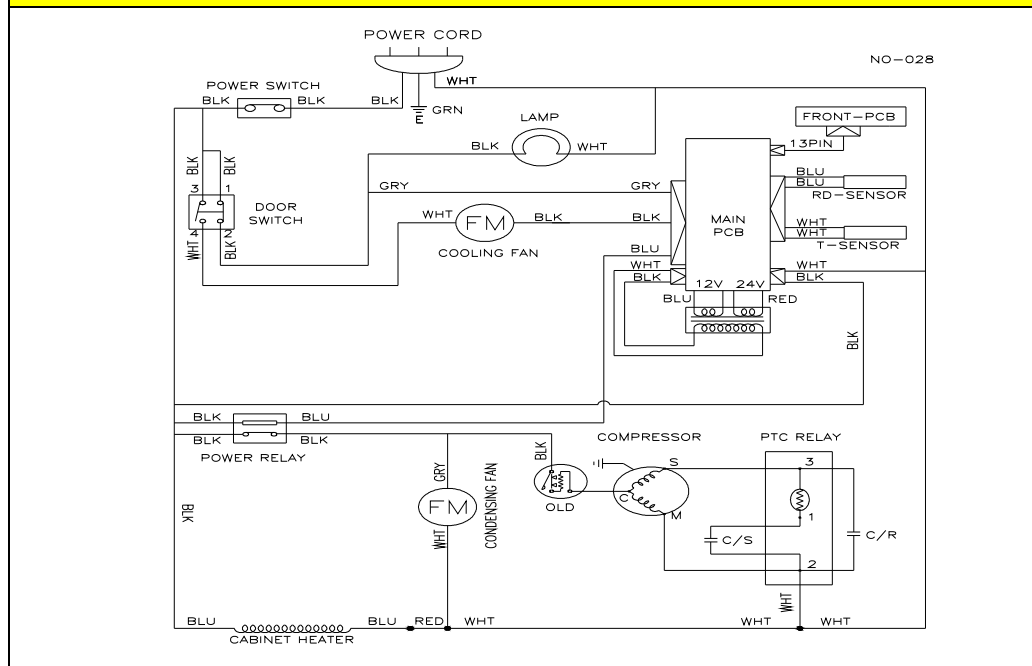 POWER CORD
NO-028
WHT
POWER SWITCH
BLK BLK BLK
GRN
E
LAMP
FRONT-PCB
13PIN
BLK WHT
BLK BLK
BLU
BLU
RD-SENSOR
GRY GRY
3 1
DOOR
SWITCH
WHT FM BLK BLK
MAIN
PCB
WHT
WHT
T-SENSOR
4 2
WHT BLK
COOLING FAN
BLU
WHT
BLK
WHT
BLK
12V 24V
BLU RED
BLK
BLK BLU
BLK BLK
POWER RELAY
COMPRESSOR
PTC RELAY
BLK
S
3
GRY
CONDENSING FAN
FM
OLD
C
M
1
C/S
C/R
BLK
WHT
2
WHT
BLU BLU RED WHT WHT WHT
CABINET HEATER